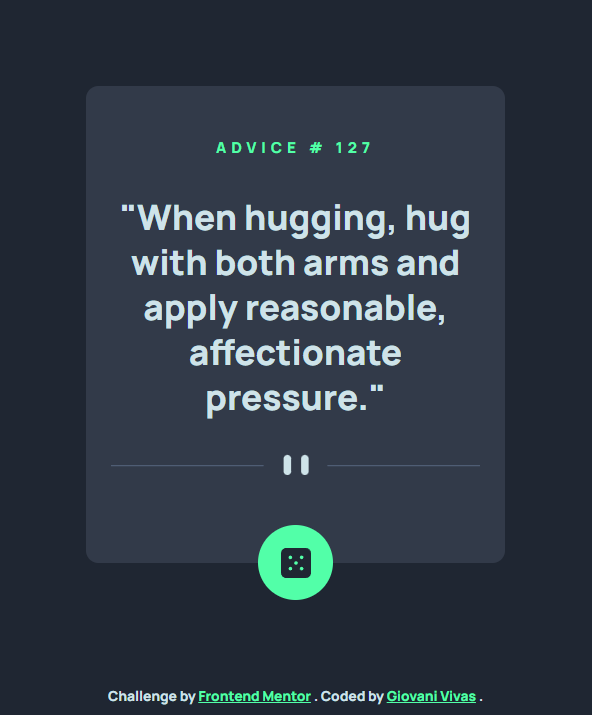 ADVICE # 127
"When hugging, hug
with both arms and
apply reasonable,
affectionate
pressure."
Challenge by Frontend Mentor . Coded by Giovani Vivas .